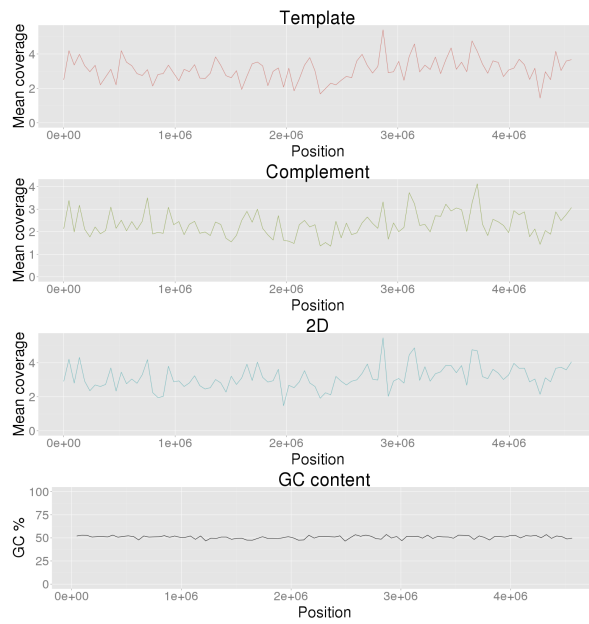 Template
Mean coverage
4
2
0
0e+00 1e+06 2e+06 3e+06 4e+06
Position
Complement
Mean coverage
4
3
2
1
0
0e+00 1e+06 2e+06 3e+06 4e+06
Position
2D
Mean coverage
4
2
0
0e+00 1e+06 2e+06 3e+06 4e+06
Position
GC content
GC %
100
75
50
25
0
0e+00 1e+06 2e+06 3e+06 4e+06
Position